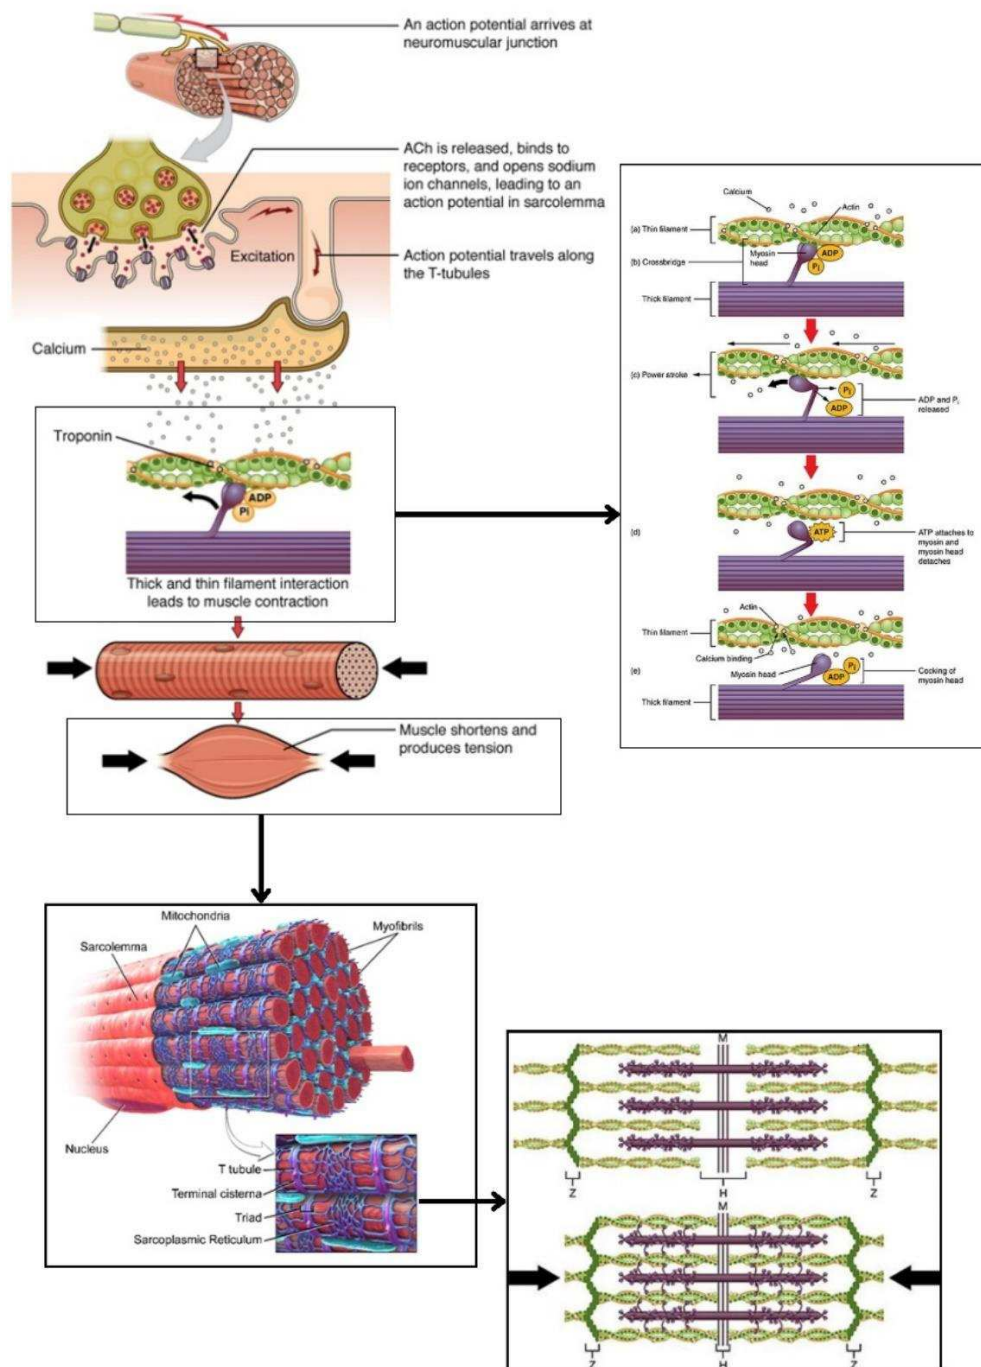 An action potential arrives at
neuromuscular junction
ACh is released, binds to
receptors, and opens sodium
ion channels, leading to an
action potential in sarcolemma
Excitation
Action potential travels along
the T-tubules
Calcium
Troponin
ADP
Pi
Thick and thin filament interaction
leads to muscle contraction
Muscle shortens and
produces tension
Calcium
Actin
(a) Thin filament
(b) Crossbridge
Myosin
head
ADP
Pi
Thick filament
(c) Power stroke
Pi
ADP
ADP and Pi
released
(d)
ATP
ATP attaches to
myosin and
myosin head
detaches
Actin
Thin filament
Calcium binding
(e)
Myosin head
Pi
ADP
Cocking of
myosin head
Thick filament
Mitochondria
Sarcolemma
Myofibrils
Nucleus
T tubule
Terminal cisterna
Triad
Sarcoplasmic Reticulum
M
Z
H
Z
M
Z
H
Z